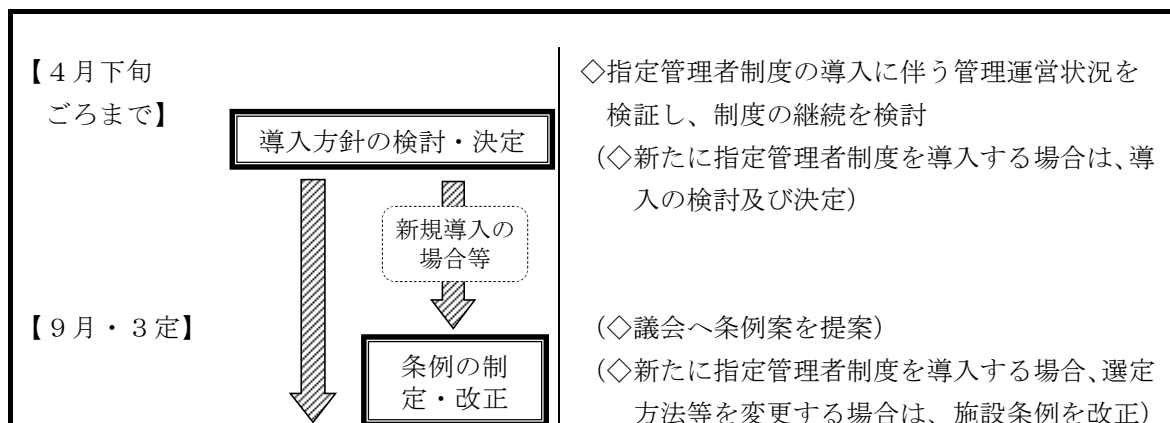 【４月下旬
ごろまで】
導入方針の検討・決定
新規導入の
場合等
【９月・３定】
条例の制
定・改正
◇指定管理者制度の導入に伴う管理運営状況を
検証し、制度の継続を検討
（◇新たに指定管理者制度を導入する場合は、導
入の検討及び決定）
（◇議会へ条例案を提案）
（◇新たに指定管理者制度を導入する場合、選定
方法等を変更する場合は、施設条例を改正）